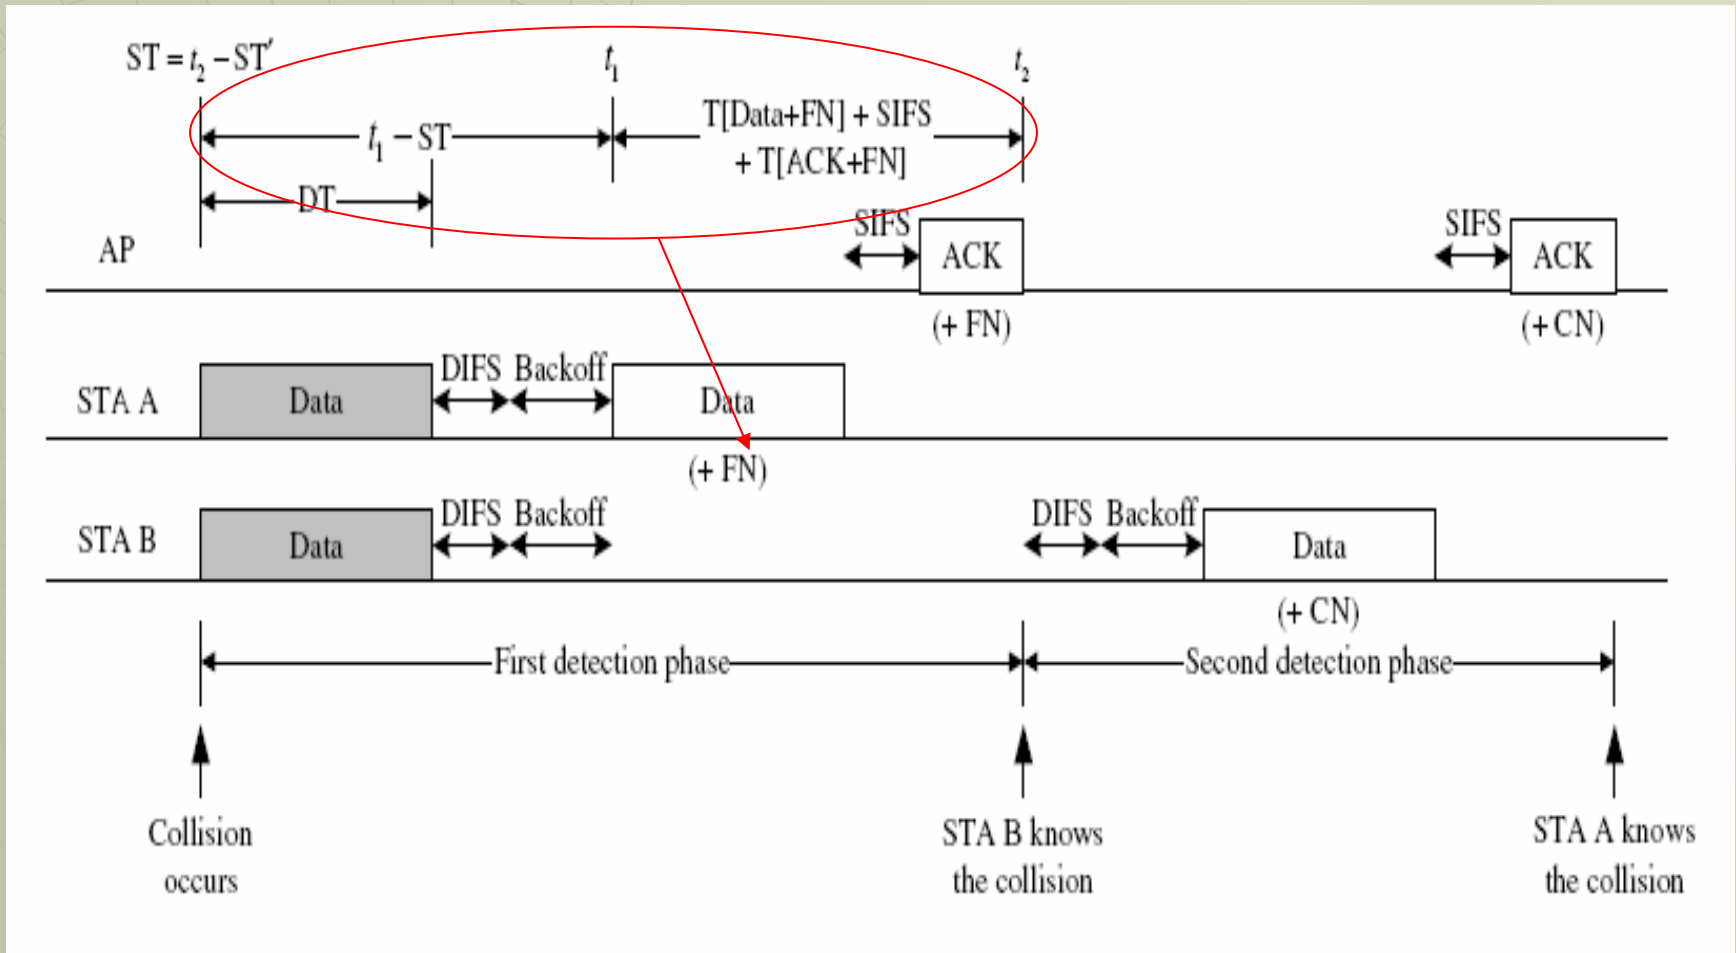 ST = t₂ – ST′
t₁
t₂
t₁ – ST
T[Data+FN] + SIFS
+ T[ACK+FN]
DT
AP
SIFS
ACK
SIFS
ACK
(+ FN)
(+ CN)
STA A
Data
DIFS
Backoff
Data
(+ FN)
STA B
Data
DIFS
Backoff
DIFS
Backoff
Data
(+ CN)
First detection phase
Second detection phase
Collision
occurs
STA B knows
the collision
STA A knows
the collision